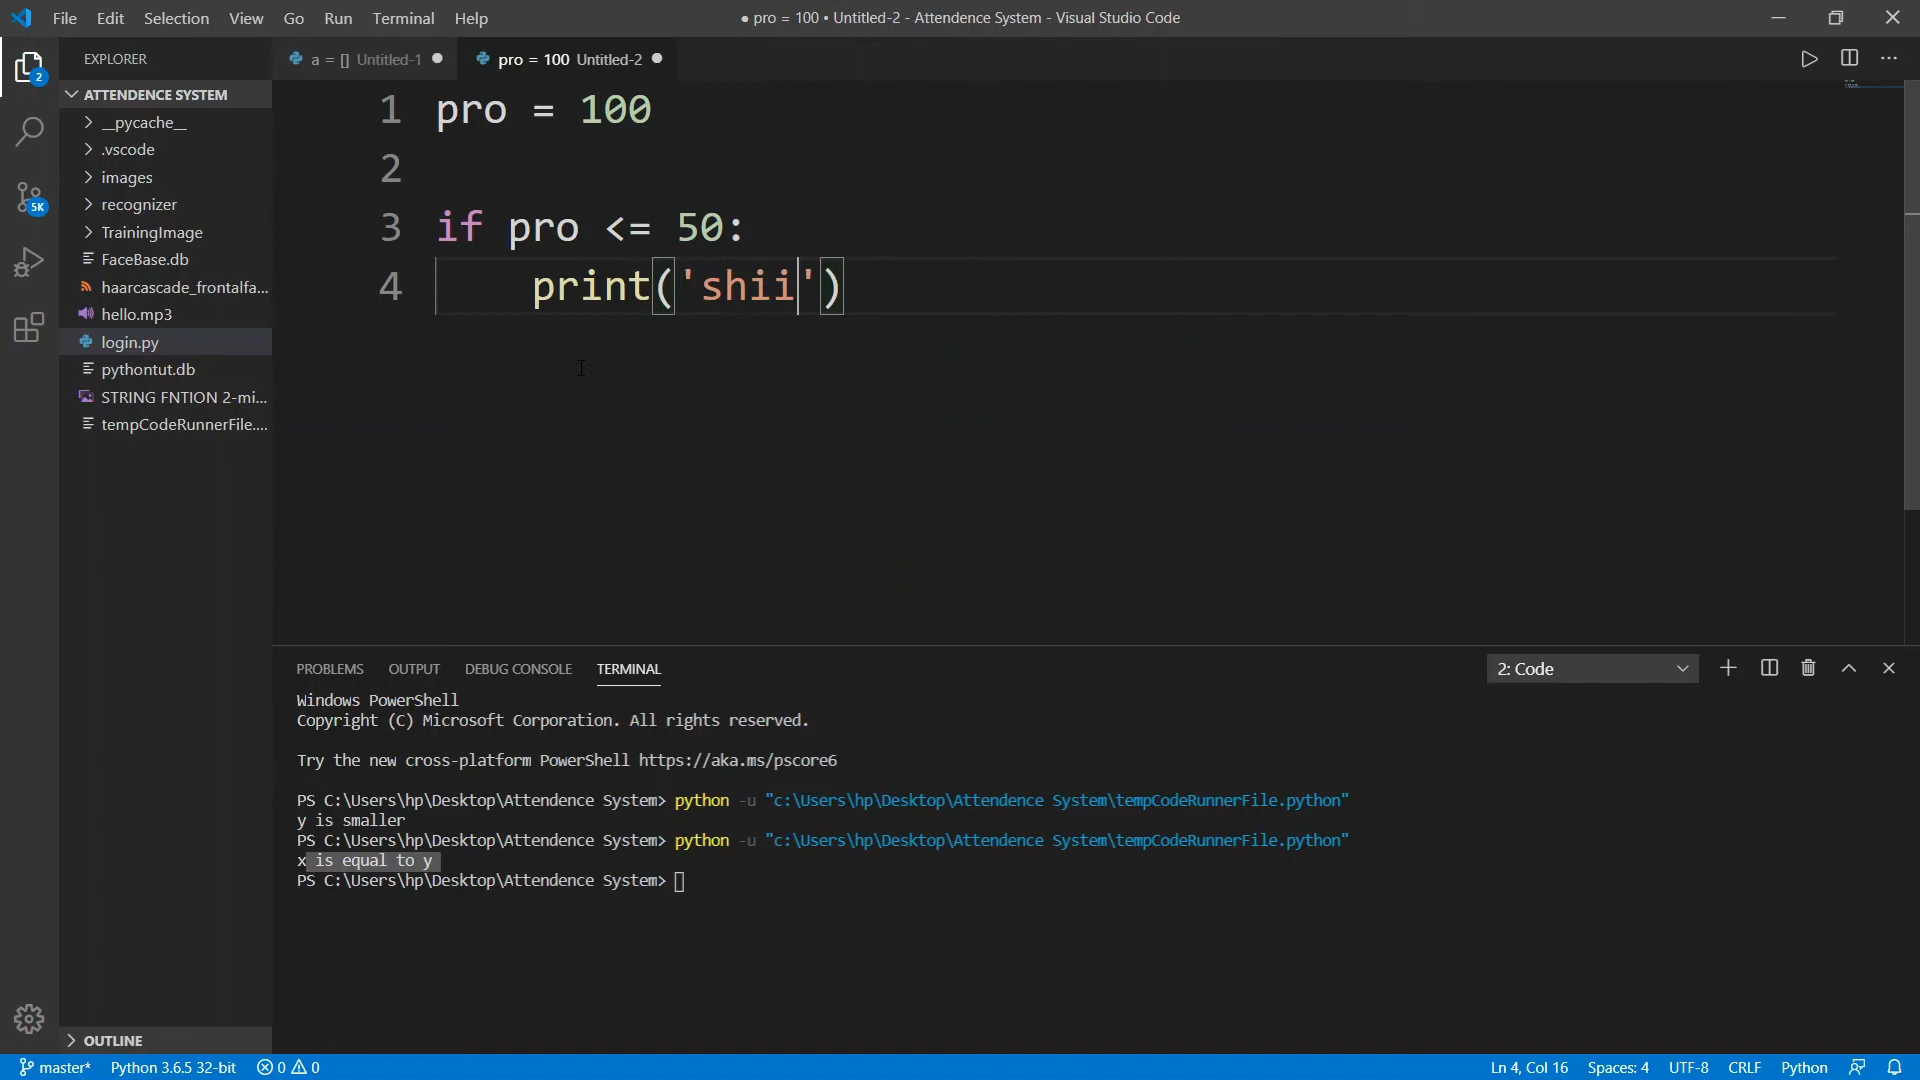 File Edit Selection View Go Run Terminal Help
● pro = 100 • Untitled-2 - Attendence System - Visual Studio Code
EXPLORER
a = [] Untitled-1
pro = 100 Untitled-2
2
5K
ATTENDENCE SYSTEM
__pycache__
.vscode
images
recognizer
TrainingImage
FaceBase.db
haarcascade_frontalfa...
hello.mp3
login.py
pythontut.db
STRING FNTION 2-mi...
tempCodeRunnerFile....
OUTLINE
1 pro = 100
2
3 if pro <= 50:
4 print('shii')
PROBLEMS OUTPUT DEBUG CONSOLE TERMINAL
2: Code
Windows PowerShell
Copyright (C) Microsoft Corporation. All rights reserved.
Try the new cross-platform PowerShell https://aka.ms/pscore6
PS C:\Users\hp\Desktop\Attendence System> python -u "c:\Users\hp\Desktop\Attendence System\tempCodeRunnerFile.python"
y is smaller
PS C:\Users\hp\Desktop\Attendence System> python -u "c:\Users\hp\Desktop\Attendence System\tempCodeRunnerFile.python"
x is equal to y
PS C:\Users\hp\Desktop\Attendence System>
master* Python 3.6.5 32-bit 0 0
Ln 4, Col 16 Spaces: 4 UTF-8 CRLF Python